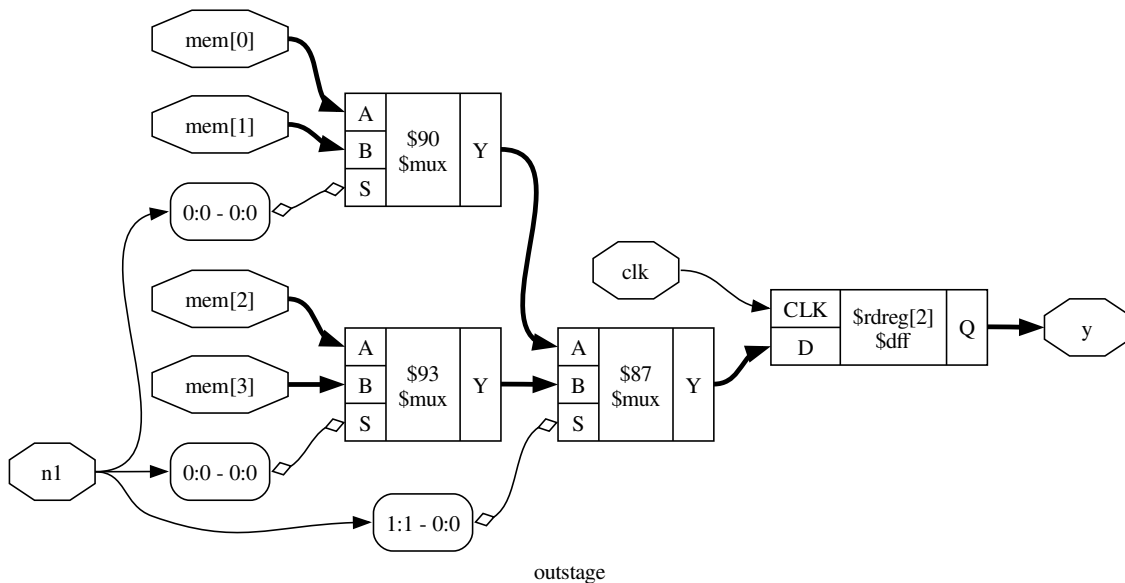 mem[0]
mem[1]
A
B
S
$90
$mux
Y
0:0 - 0:0
mem[2]
mem[3]
A
B
S
$93
$mux
Y
n1
0:0 - 0:0
1:1 - 0:0
A
B
S
$87
$mux
Y
clk
CLK
D
$rdreg[2]
$dff
Q
y
outstage